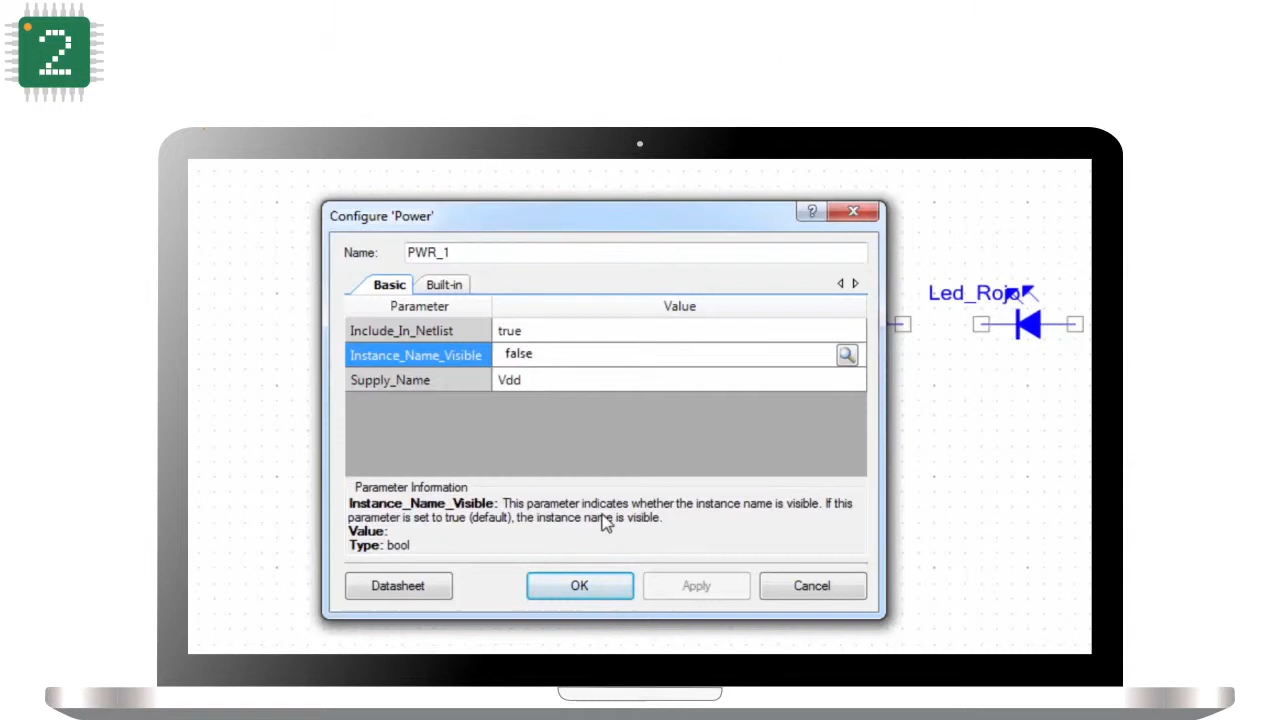 2
Configure 'Power'
?
Name: PWR_1
Basic Built-in
Parameter Value
Include_In_Netlist true
Instance_Name_Visible false
Supply_Name Vdd
Led_Rojo
Parameter Information
Instance_Name_Visible: This parameter indicates whether the instance name is visible. If this
parameter is set to true (default), the instance name is visible.
Value:
Type: bool
Datasheet OK Apply Cancel